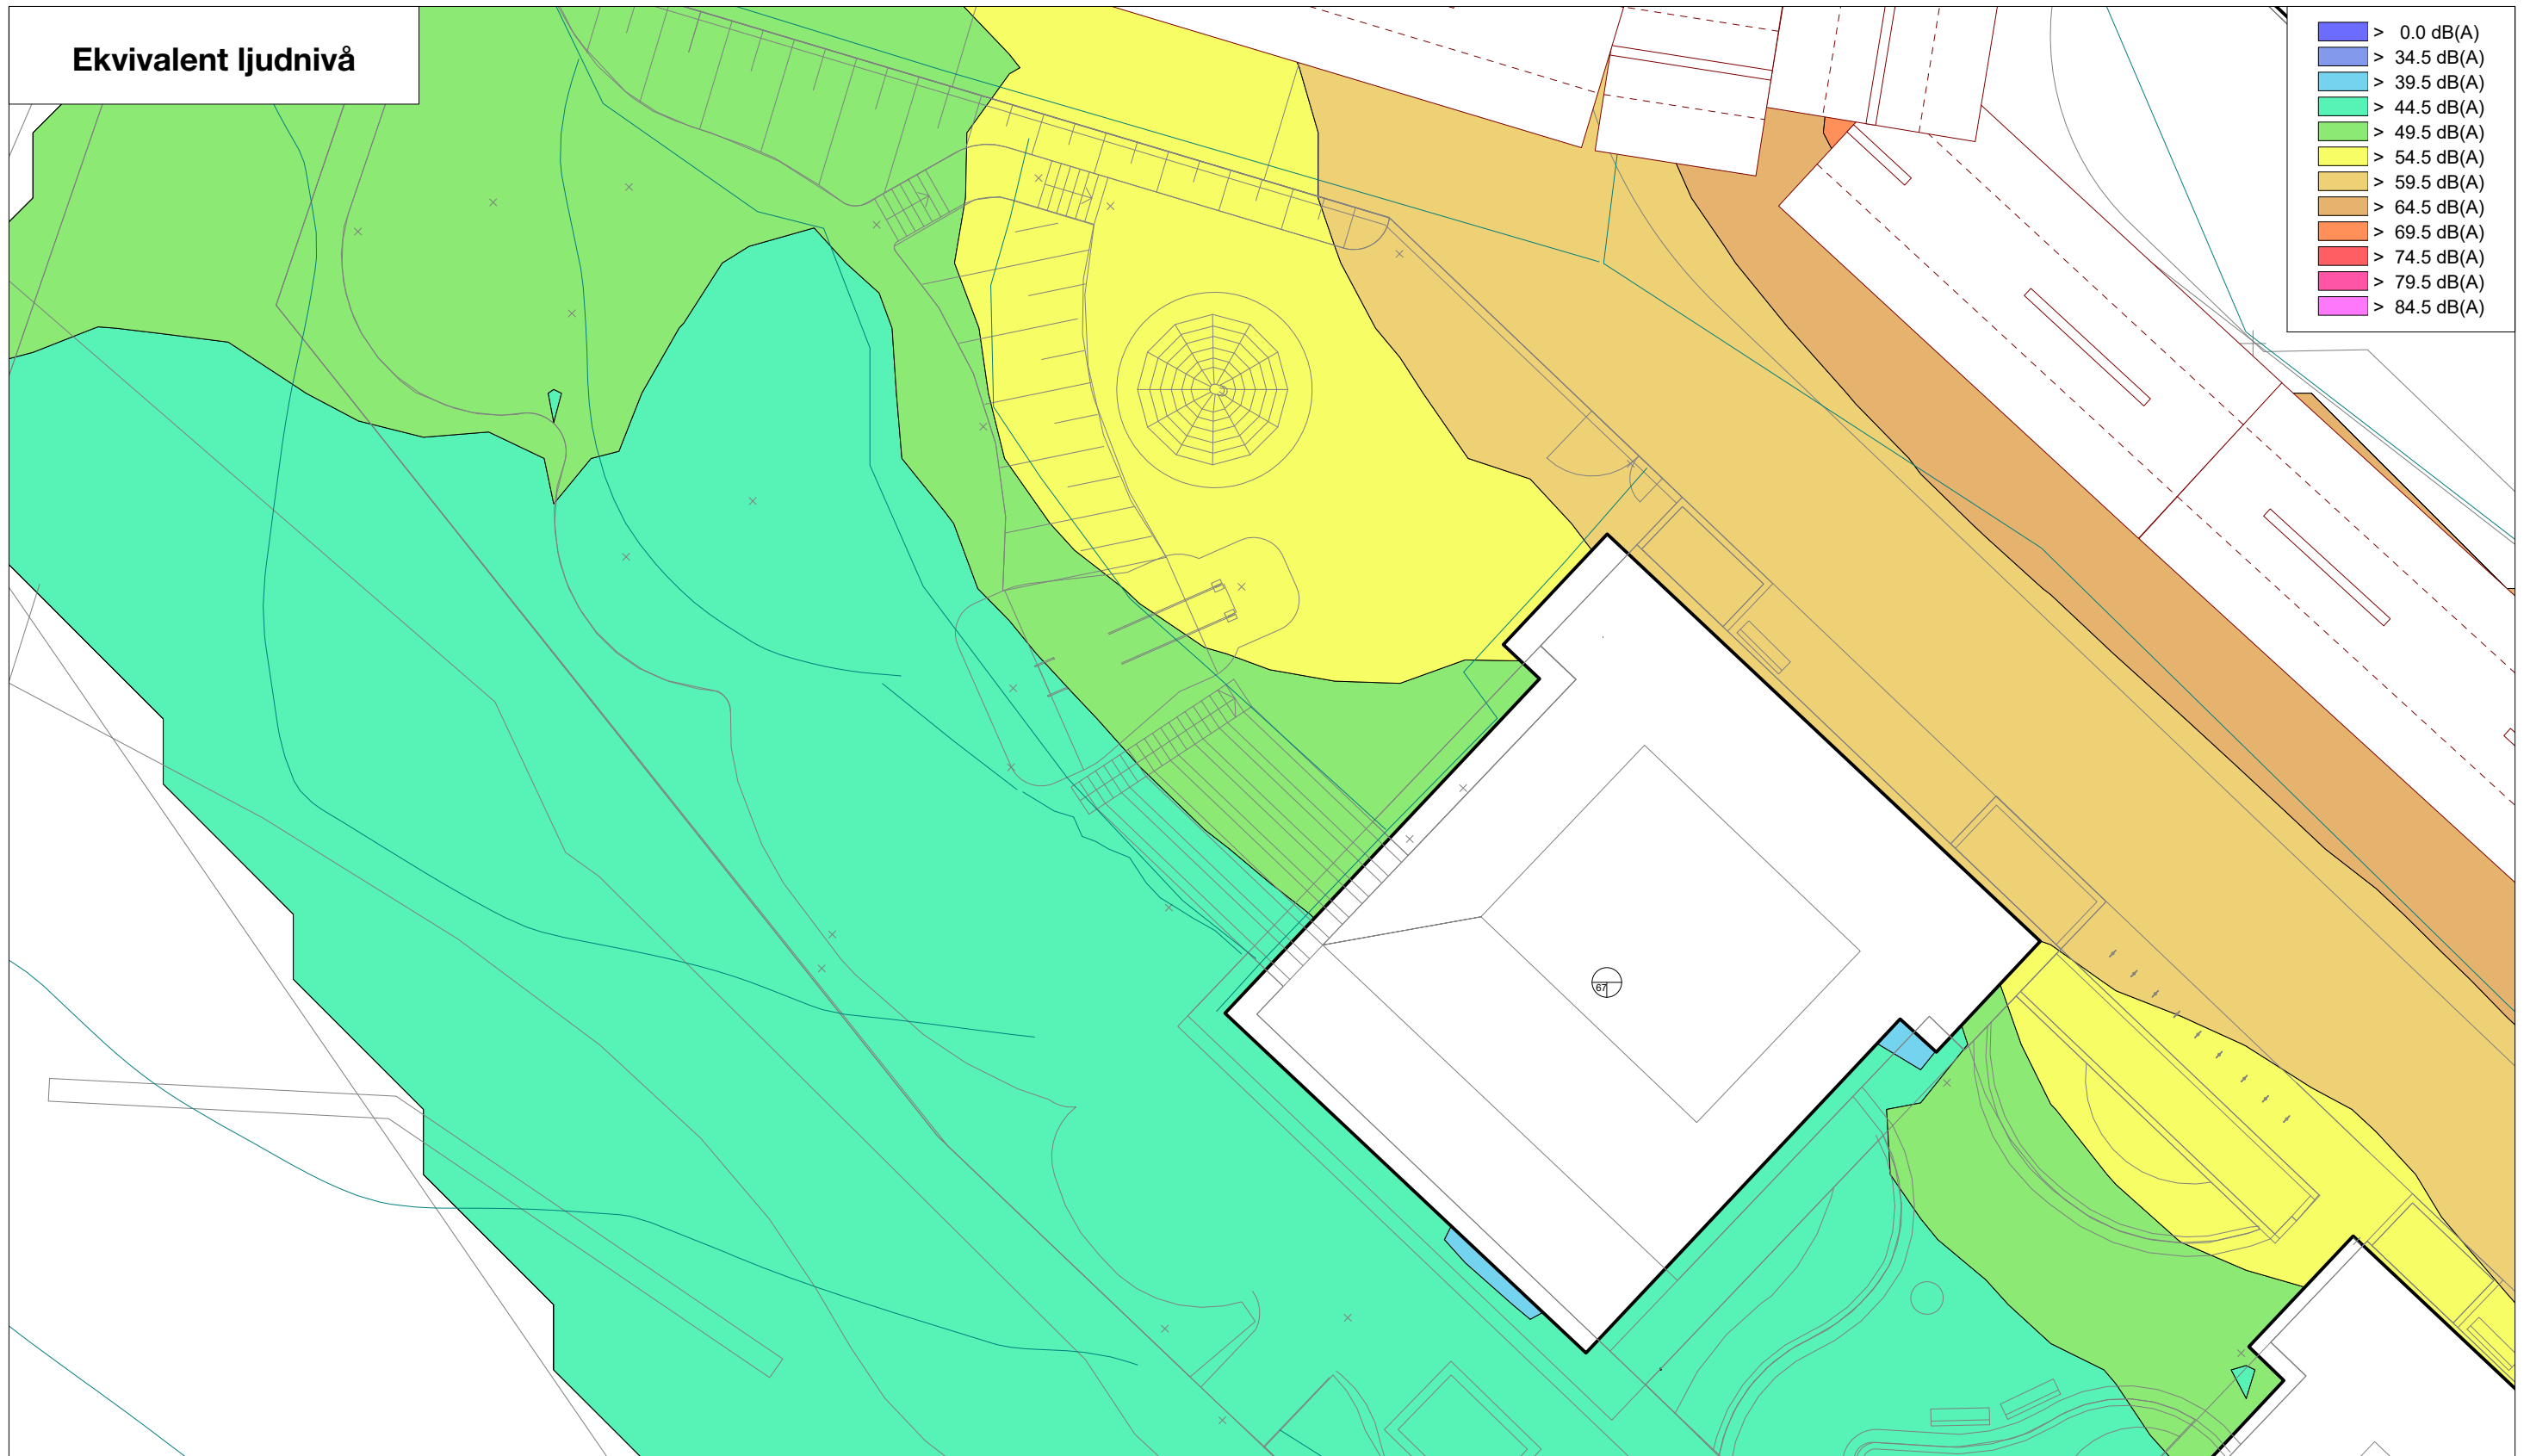 Ekvivalent ljudnivå
> 0.0 dB(A)
> 34.5 dB(A)
> 39.5 dB(A)
> 44.5 dB(A)
> 49.5 dB(A)
> 54.5 dB(A)
> 59.5 dB(A)
> 64.5 dB(A)
> 69.5 dB(A)
> 74.5 dB(A)
> 79.5 dB(A)
> 84.5 dB(A)
67